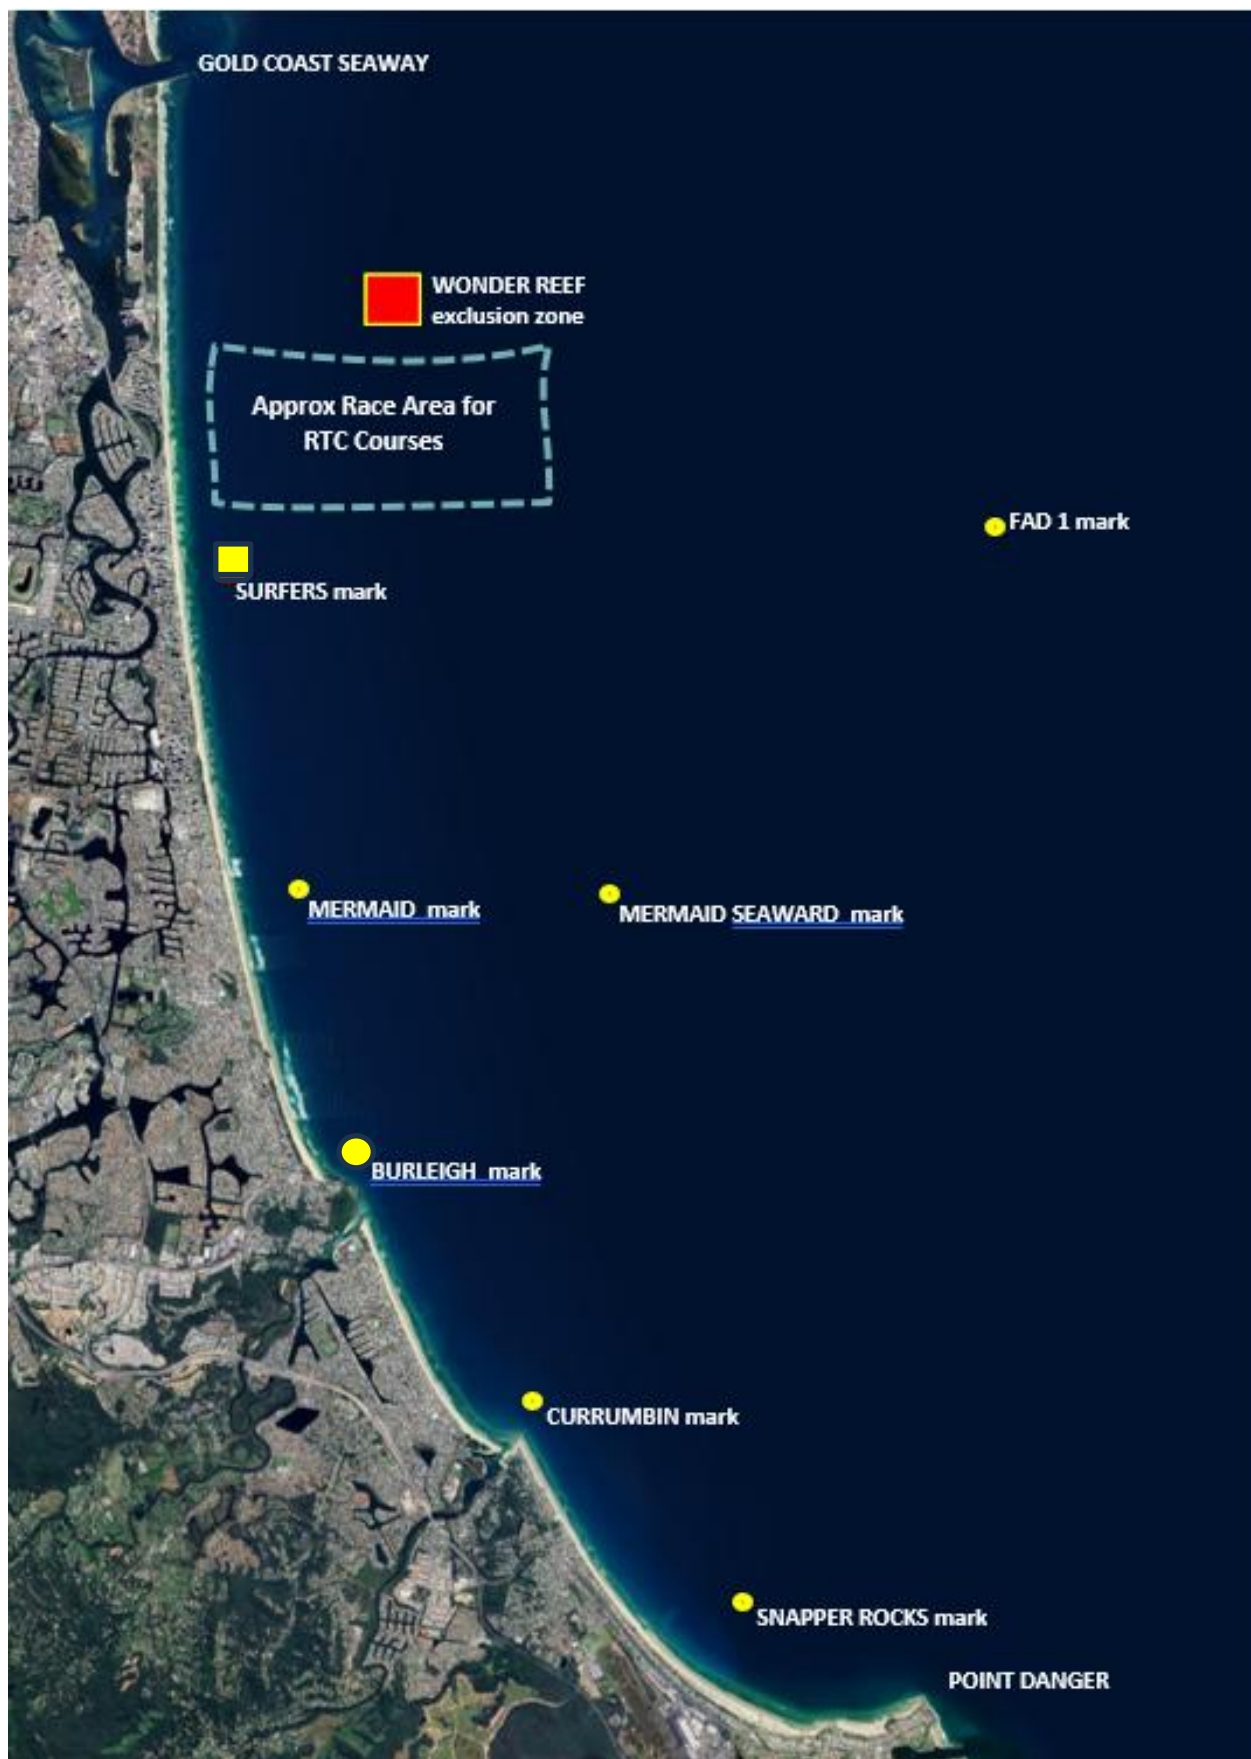 GOLD COAST SEAWAY
WONDER REEF
exclusion zone
Approx Race Area for
RTC Courses
FAD 1 mark
SURFERS mark
MERMAID  mark
MERMAID SEAWARD  mark
BURLEIGH  mark
CURRUMBIN mark
SNAPPER ROCKS mark
POINT DANGER